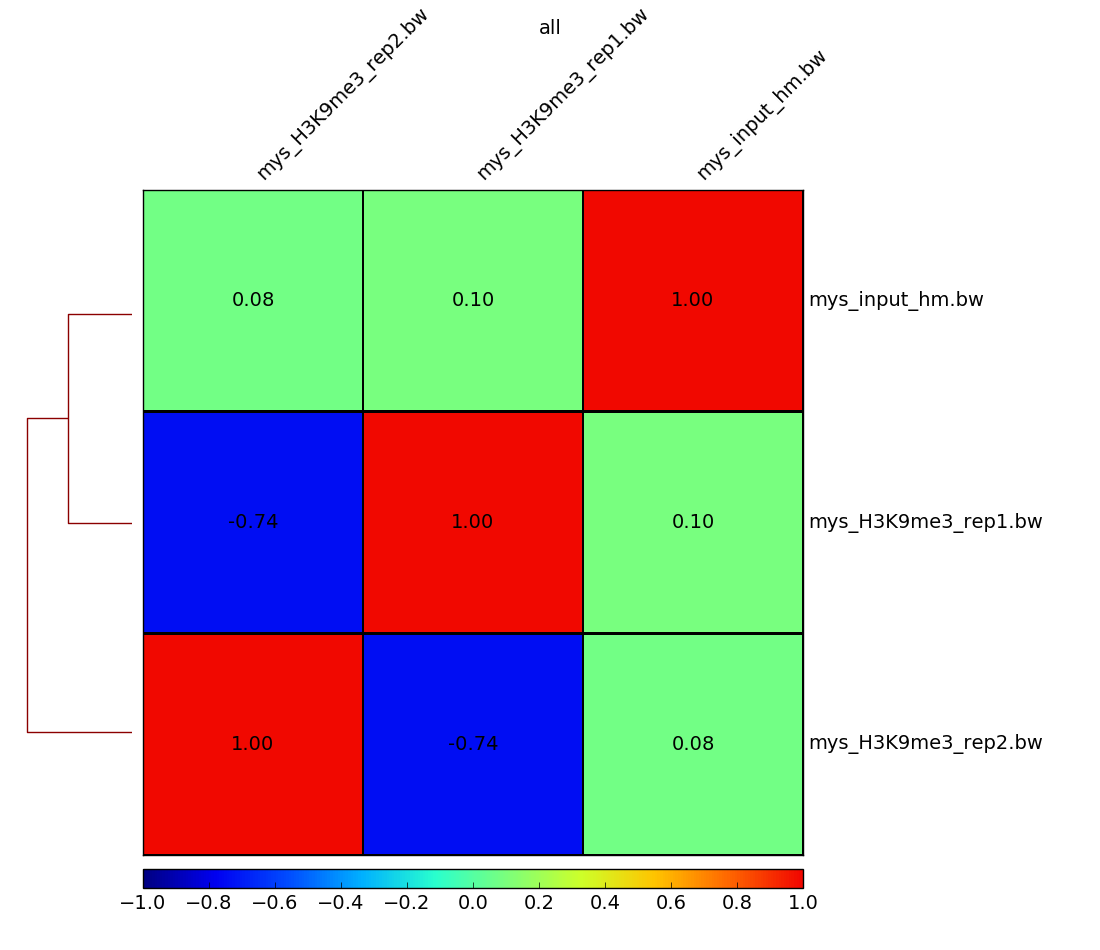 all
mys_H3K9me3_rep2.bw
mys_H3K9me3_rep1.bw
mys_input_hm.bw
0.08 0.10 1.00 mys_input_hm.bw
-0.74 1.00 0.10 mys_H3K9me3_rep1.bw
1.00 -0.74 0.08 mys_H3K9me3_rep2.bw
−1.0 −0.8 −0.6 −0.4 −0.2 0.0 0.2 0.4 0.6 0.8 1.0